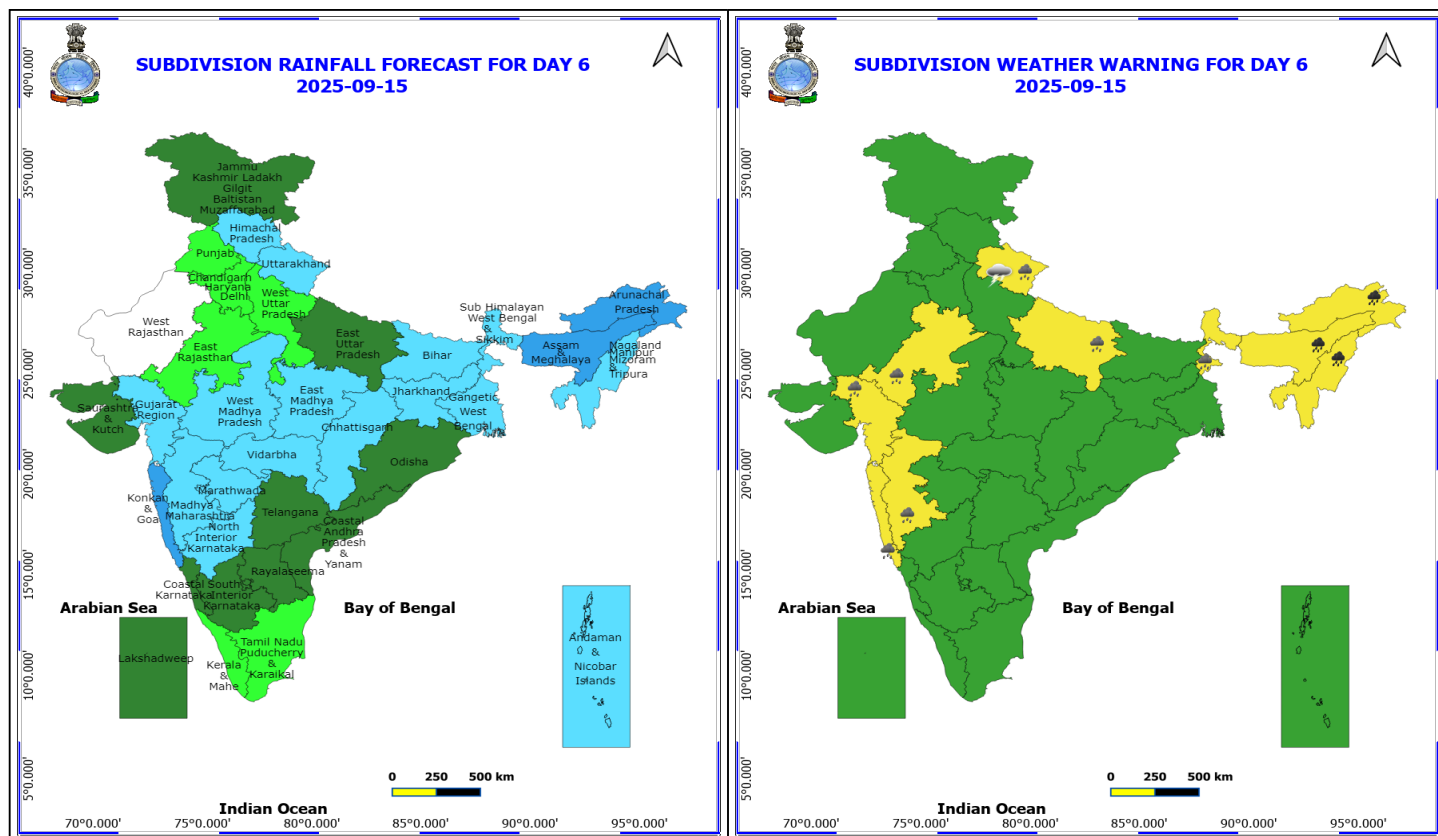 SUBDIVISION RAINFALL FORECAST FOR DAY 6
2025-09-15
40°0.000'
35°0.000'
30°0.000'
25°0.000'
20°0.000'
15°0.000'
10°0.000'
5°0.000'
Jammu
Kashmir Ladakh
Gilgit
Baltistan
Muzaffarabad
Himachal
Pradesh
Punjab
Uttarakhand
Chandigarh
Haryana
Delhi
West
Uttar
Pradesh
West
Rajasthan
East
Rajasthan
East
Uttar
Pradesh
Sub Himalayan
West Bengal
&
Sikkim
Arunachal
Pradesh
Assam
&
Meghalaya
Nagaland
Manipur
Mizoram
&
Tripura
Bihar
Jharkhand
Gangetic
West
Bengal
Saurashtra
&
Kutch
Gujarat
Region
West
Madhya
Pradesh
East
Madhya
Pradesh
Chhattisgarh
Vidarbha
Odisha
Konkan
&
Goa
Madhya
Maharashtra
Marathwada
North
Interior
Karnataka
Telangana
Coastal
Andhra
Pradesh
&
Yanam
Rayalaseema
Coastal
Karnataka
South
Interior
Karnataka
Arabian Sea
Bay of Bengal
Lakshadweep
Kerala
&
Mahe
Tamil Nadu
Puducherry
&
Karaikal
Andaman
&
Nicobar
Islands
0 250 500 km
Indian Ocean
70°0.000' 75°0.000' 80°0.000' 85°0.000' 90°0.000' 95°0.000'
SUBDIVISION WEATHER WARNING FOR DAY 6
2025-09-15
40°0.000'
35°0.000'
30°0.000'
25°0.000'
20°0.000'
15°0.000'
10°0.000'
5°0.000'
Arabian Sea
Bay of Bengal
0 250 500 km
Indian Ocean
70°0.000' 75°0.000' 80°0.000' 85°0.000' 90°0.000' 95°0.000'